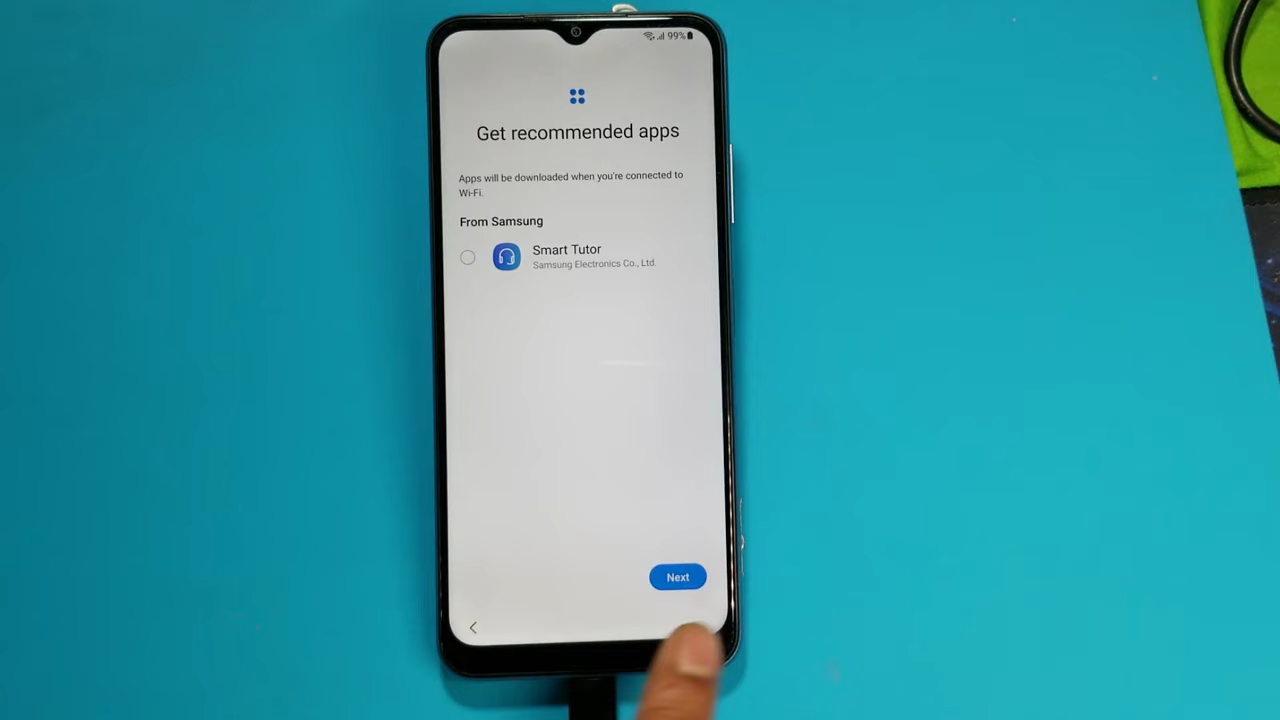 99%
Get recommended apps
Apps will be downloaded when you're connected to
Wi-Fi.
From Samsung
Smart Tutor
Samsung Electronics Co., Ltd.
Next